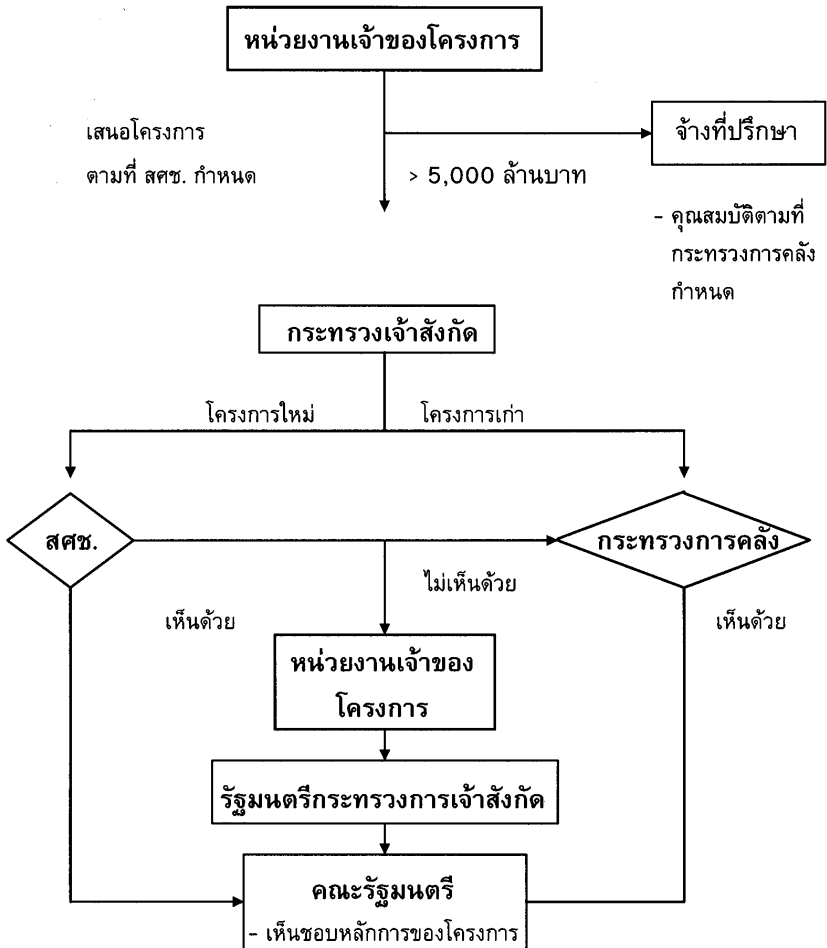 หน่วยงานเจ้าของโครงการ
เสนอโครงการ
ตามที่ สศช. กำหนด
> 5,000 ล้านบาท
จ้างที่ปรึกษา
- คุณสมบัติตามที่
กระทรวงการคลัง
กำหนด
กระทรวงเจ้าสังกัด
โครงการใหม่
โครงการเก่า
สศช.
กระทรวงการคลัง
ไม่เห็นด้วย
เห็นด้วย
เห็นด้วย
หน่วยงานเจ้าของ
โครงการ
รัฐมนตรีกระทรวงการเจ้าสังกัด
คณะรัฐมนตรี
- เห็นชอบหลักการของโครงการ